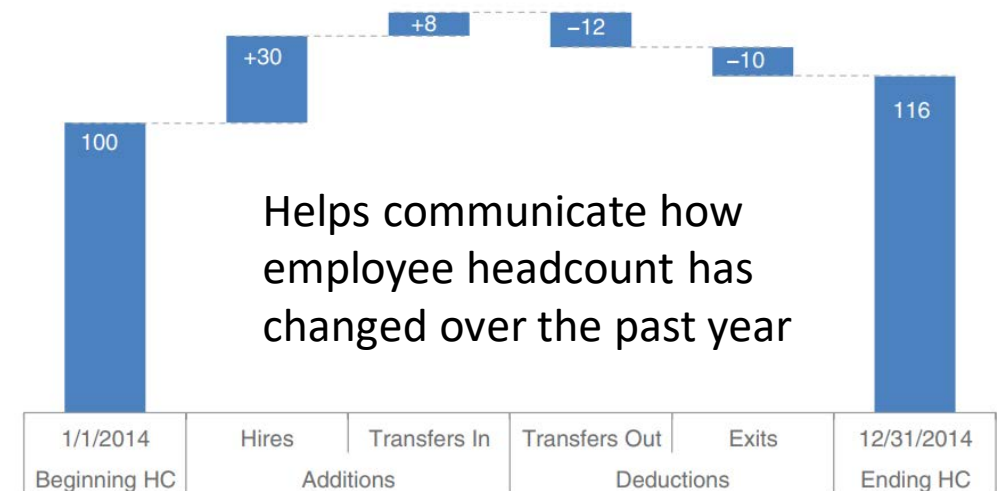 +8
−12
+30
−10
100
116
Helps communicate how
employee headcount has
changed over the past year
1/1/2014 Hires Transfers In Transfers Out Exits 12/31/2014
Beginning HC Additions Deductions Ending HC